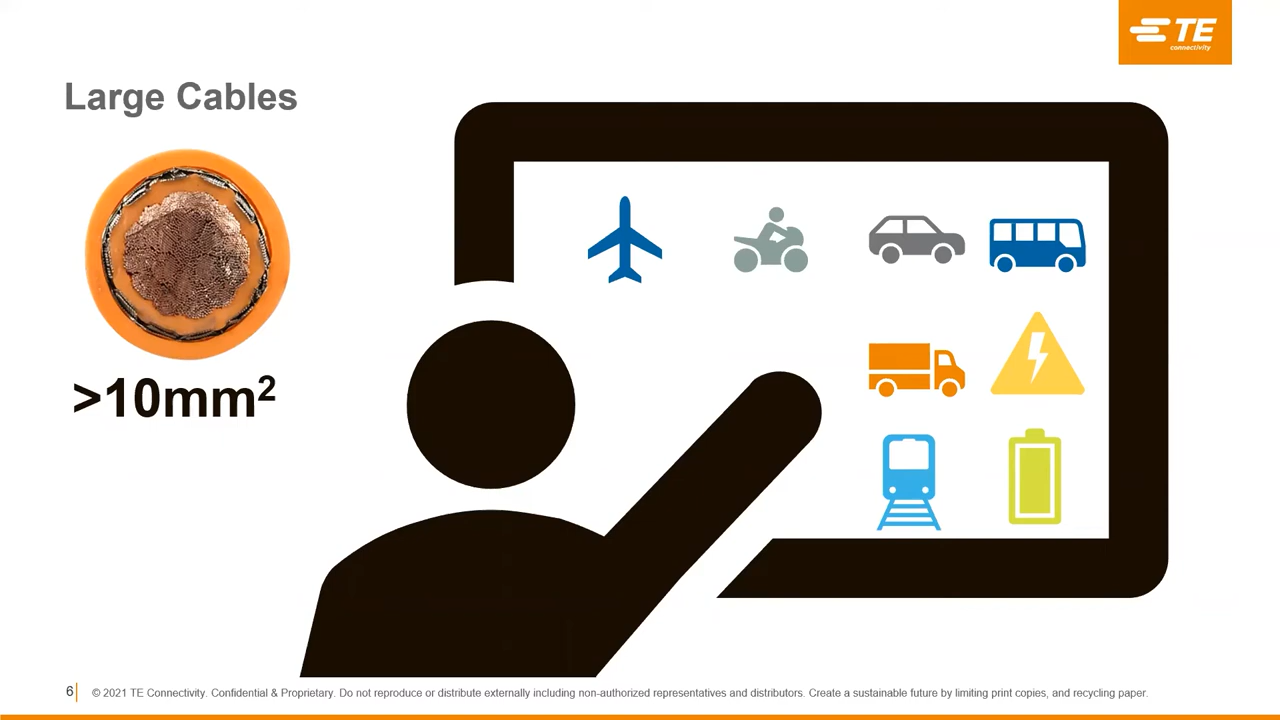 TE
connectivity
Large Cables
>10mm²
6
© 2021 TE Connectivity. Confidential & Proprietary. Do not reproduce or distribute externally including non-authorized representatives and distributors. Create a sustainable future by limiting print copies, and recycling paper.